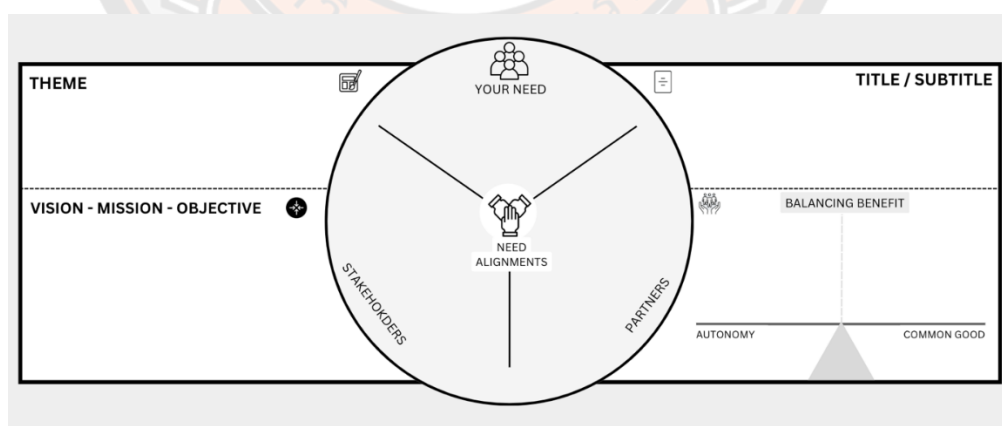 THEME
YOUR NEED
TITLE / SUBTITLE
VISION - MISSION - OBJECTIVE
BALANCING BENEFIT
NEED
ALIGNMENTS
STAKEHOKDERS
PARTNERS
AUTONOMY
COMMON GOOD